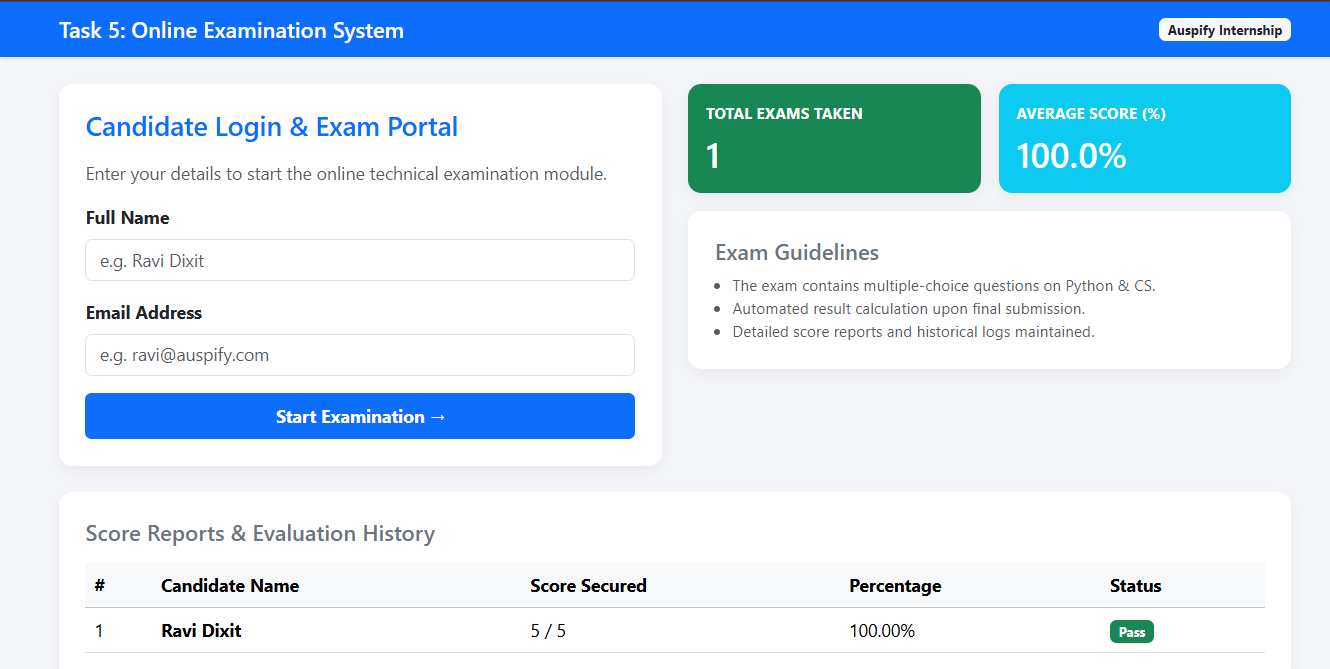 Task 5: Online Examination System
Auspify Internship
Candidate Login & Exam Portal
Enter your details to start the online technical examination module.
Full Name
e.g. Ravi Dixit
Email Address
e.g. ravi@auspify.com
Start Examination →
TOTAL EXAMS TAKEN
1
AVERAGE SCORE (%)
100.0%
Exam Guidelines
The exam contains multiple-choice questions on Python & CS.
Automated result calculation upon final submission.
Detailed score reports and historical logs maintained.
Score Reports & Evaluation History
# Candidate Name Score Secured Percentage Status
1 Ravi Dixit 5 / 5 100.00% Pass